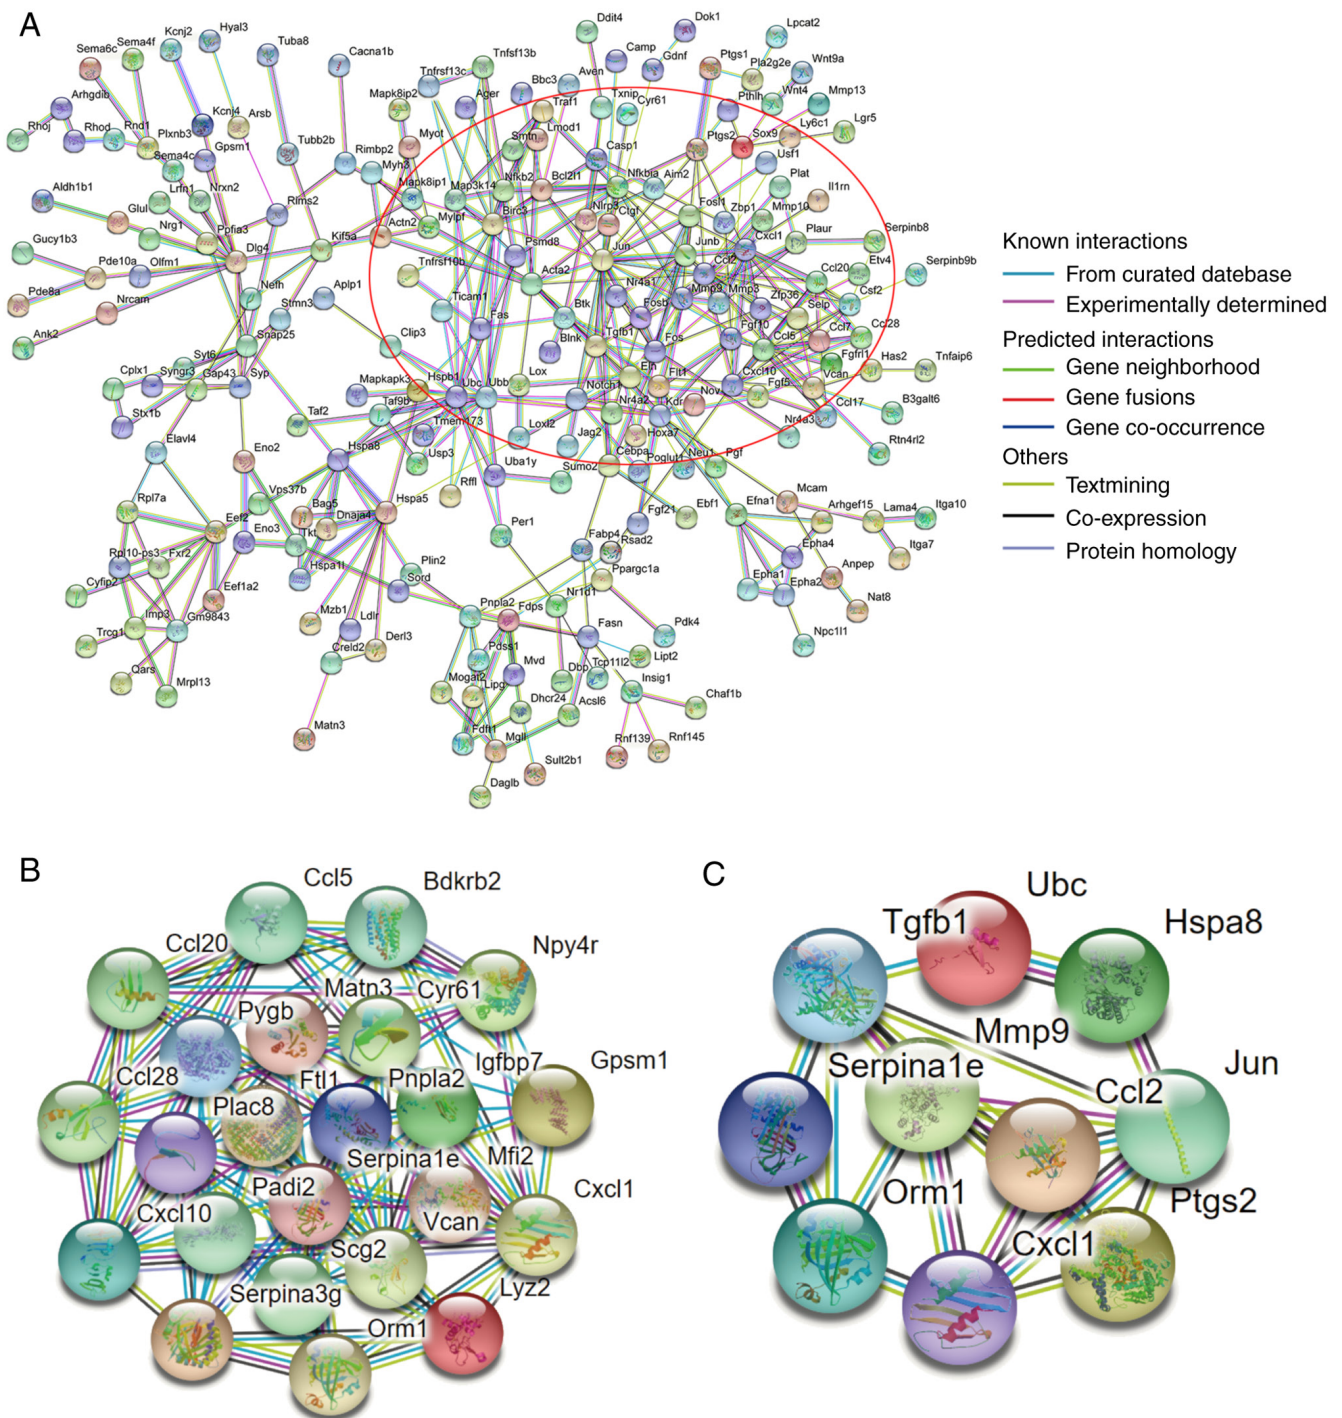 A
Ddit4
Dok1
Lpcat2
Kcnj2
Hyal3
Sema6c
Sema4f
Tuba8
Cacna1b
Tnfsf13b
Camp
Gdnf
Ptgs1
Pla2g2e
Wnt9a
Tnfrsf13c
Bbc3
Aven
Arhgdib
Mapk8ip2
Ager
Traf1
Txnip
Cyr61
Pthlh
Wnt4
Mmp13
Rhoj
Rhod
Rnd1
Plxnb3
Kcnj4
Arsb
Gpsm1
Tubb2b
Rimbp2
Myot
Smtn
Lmod1
Casp1
Ptgs2
Sox9
Ly6c1
Lgr5
Sema4c
Myh3
Mapk8ip1
Map3k14
Nfkb2
Bcl2l1
Nfkbia
Aim2
Usf1
Plat
Aldh1b1
Lrfn1
Nrxn2
Rims2
Il1rn
Glul
Nrg1
Ppfia3
Kif5a
Actn2
Mylpf
Birc3
Nlrp3
Ctgf
Fosl1
Zbp1
Mmp10
Gucy1b3
Dlg4
Psmd8
Jun
Junb
Cxcl1
Plaur
Serpinb8
Pde10a
Olfm1
Tnfrsf10b
Acta2
Ccl2
Ccl20
Etv4
Serpinb9b
Pde8a
Nrcam
Nefh
Stmn3
Aplp1
Ticam1
Fas
Btk
Nr4a1
Fosb
Mmp9
Mmp3
Zfp36
Selp
Csf2
Ank2
Snap25
Clip3
Blnk
Tgfb1
Fos
Fgf10
Ccl5
Ccl7
Ccl28
Syt6
Cplx1
Syngr3
Gap43
Syp
Mapkapk3
Hspb1
Ubc
Ubb
Lox
Eln
Flt1
Cxcl10
Fgf5
Fgfrl1
Vcan
Has2
Tnfaip6
Stx1b
Taf2
Taf9b
Tmem173
Notch1
Nr4a2
Kdr
Nov
Nr4a3
Ccl17
B3galt6
Elavl4
Eno2
Hspa8
Usp3
Loxl2
Jag2
Hoxa7
Cebpa
Rtn4rl2
Uba1y
Sumo2
Poglut1
Neu1
Pgf
Rpl7a
Vps37b
Hspa5
Rffl
Bag5
Dnaja4
Eef2
Eno3
Tkt
Per1
Fgf21
Ebf1
Efna1
Mcam
Arhgef15
Lama4
Itga10
Rpl10-ps3
Fxr2
Hspa1l
Plin2
Fabp4
Rsad2
Epha4
Itga7
Cyfip2
Eef1a2
Sord
Ppargc1a
Epha1
Epha2
Anpep
Imp3
Gm9843
Mzb1
Ldlr
Pnpla2
Fdps
Nr1d1
Nat8
Trcg1
Creld2
Derl3
Fasn
Pdk4
Npc1l1
Pdss1
Mvd
Lipt2
Qars
Mrpl13
Mogat2
Lipg
Dbp
Tcp11l2
Insig1
Chaf1b
Dhcr24
Acsl6
Matn3
Fdft1
Mgll
Rnf139
Rnf145
Sult2b1
Daglb
Known interactions
From curated datebase
Experimentally determined
Predicted interactions
Gene neighborhood
Gene fusions
Gene co-occurrence
Others
Textmining
Co-expression
Protein homology
B
Ccl5
Bdkrb2
Ccl20
Npy4r
Matn3
Cyr61
Pygb
Igfbp7
Gpsm1
Ccl28
Ftl1
Pnpla2
Plac8
Serpina1e
Mfi2
Padi2
Cxcl1
Cxcl10
Vcan
Scg2
Serpina3g
Lyz2
Orm1
C
Ubc
Tgfb1
Hspa8
Mmp9
Serpina1e
Jun
Ccl2
Orm1
Ptgs2
Cxcl1